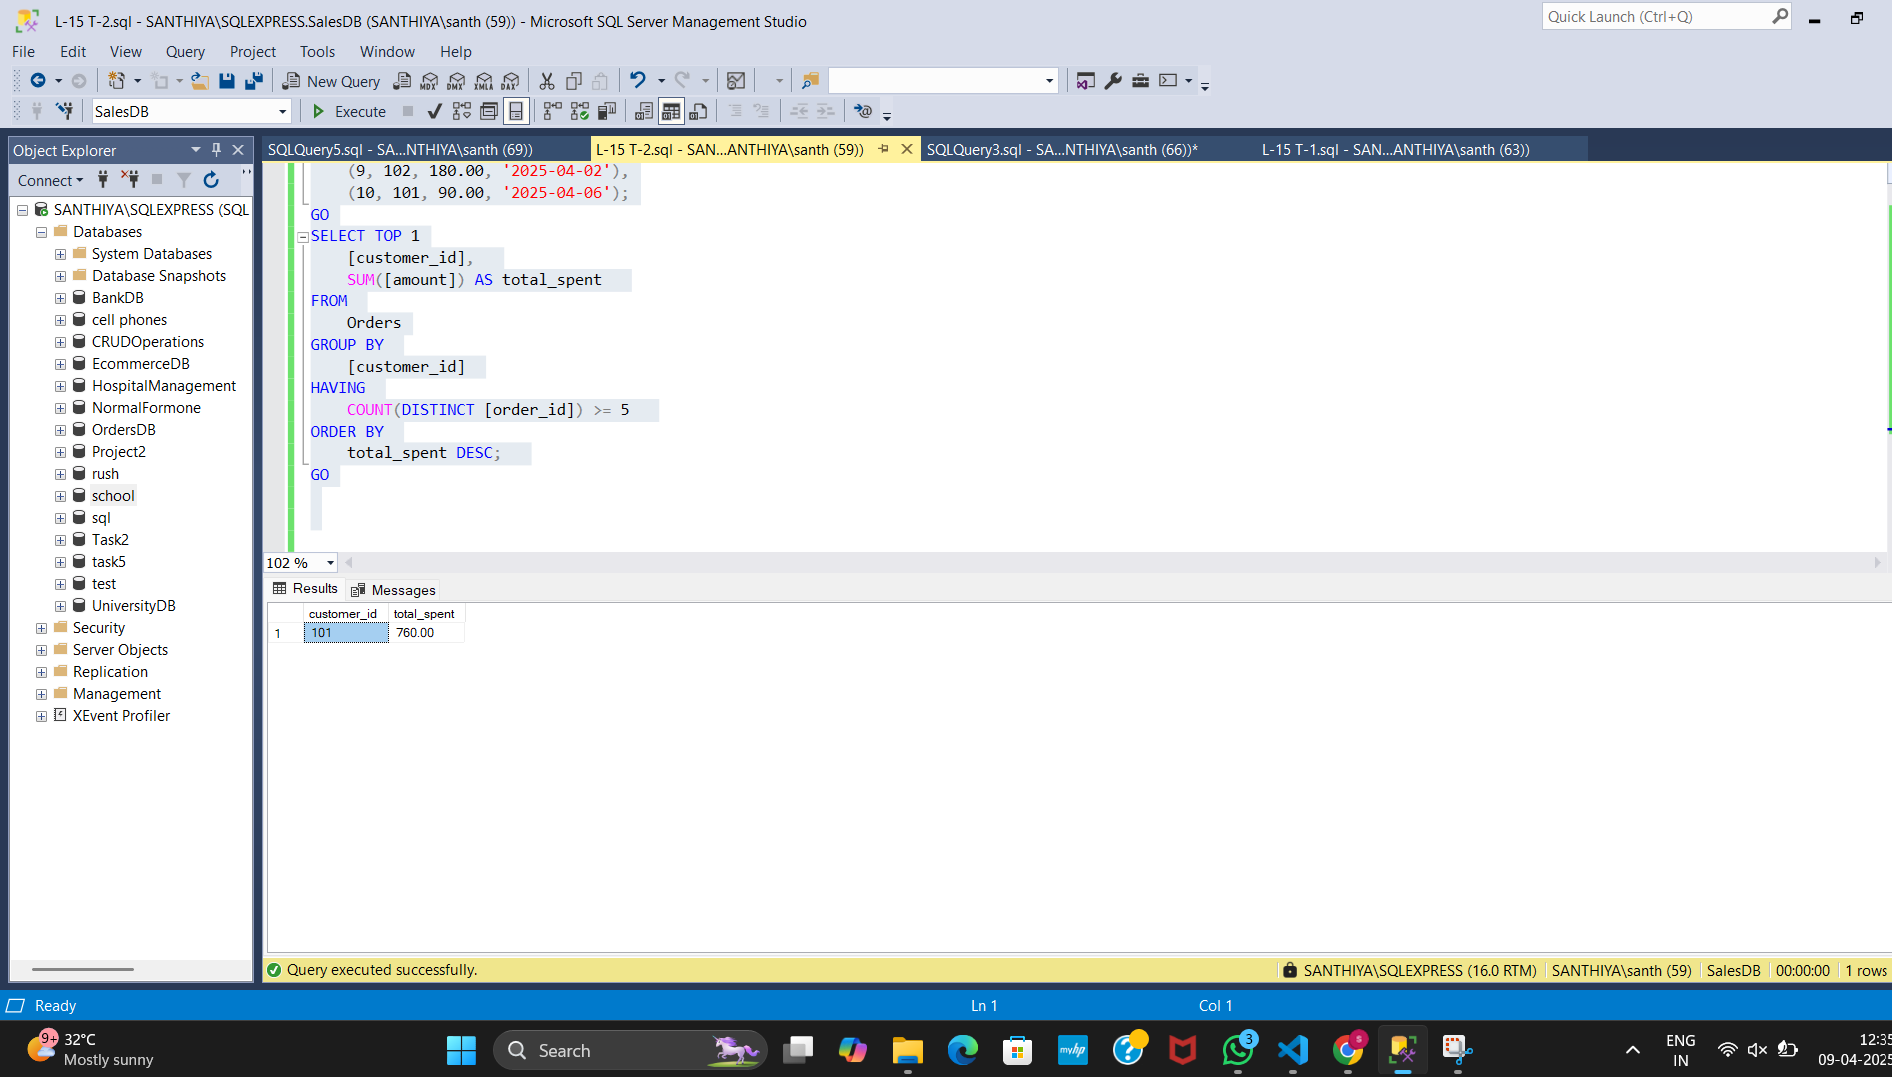 L-15 T-2.sql - SANTHIYA\SQLEXPRESS.SalesDB (SANTHIYA\santh (59)) - Microsoft SQL Server Management Studio
Quick Launch (Ctrl+Q)
File Edit View Query Project Tools Window Help
New Query
MDX DMX XMLA DAX
SalesDB
Execute
Object Explorer
SQLQuery5.sql - SA...NTHIYA\santh (69))
L-15 T-2.sql - SAN...ANTHIYA\santh (59))
SQLQuery3.sql - SA...NTHIYA\santh (66))*
L-15 T-1.sql - SAN...ANTHIYA\santh (63))
Connect
SANTHIYA\SQLEXPRESS (SQL
Databases
System Databases
Database Snapshots
BankDB
cell phones
CRUDOperations
EcommerceDB
HospitalManagement
NormalFormone
OrdersDB
Project2
rush
school
sql
Task2
task5
test
UniversityDB
Security
Server Objects
Replication
Management
XEvent Profiler
(9, 102, 180.00, '2025-04-02'),
(10, 101, 90.00, '2025-04-06');
GO
SELECT TOP 1
[customer_id],
SUM([amount]) AS total_spent
FROM
Orders
GROUP BY
[customer_id]
HAVING
COUNT(DISTINCT [order_id]) >= 5
ORDER BY
total_spent DESC;
GO
102 %
Results Messages
customer_id total_spent
1 101 760.00
Query executed successfully.
SANTHIYA\SQLEXPRESS (16.0 RTM) SANTHIYA\santh (59) SalesDB 00:00:00 1 rows
Ready
Ln 1
Col 1
9+
32°C
Mostly sunny
Search
myhp
3
S
ENG
IN
12:35
09-04-2025